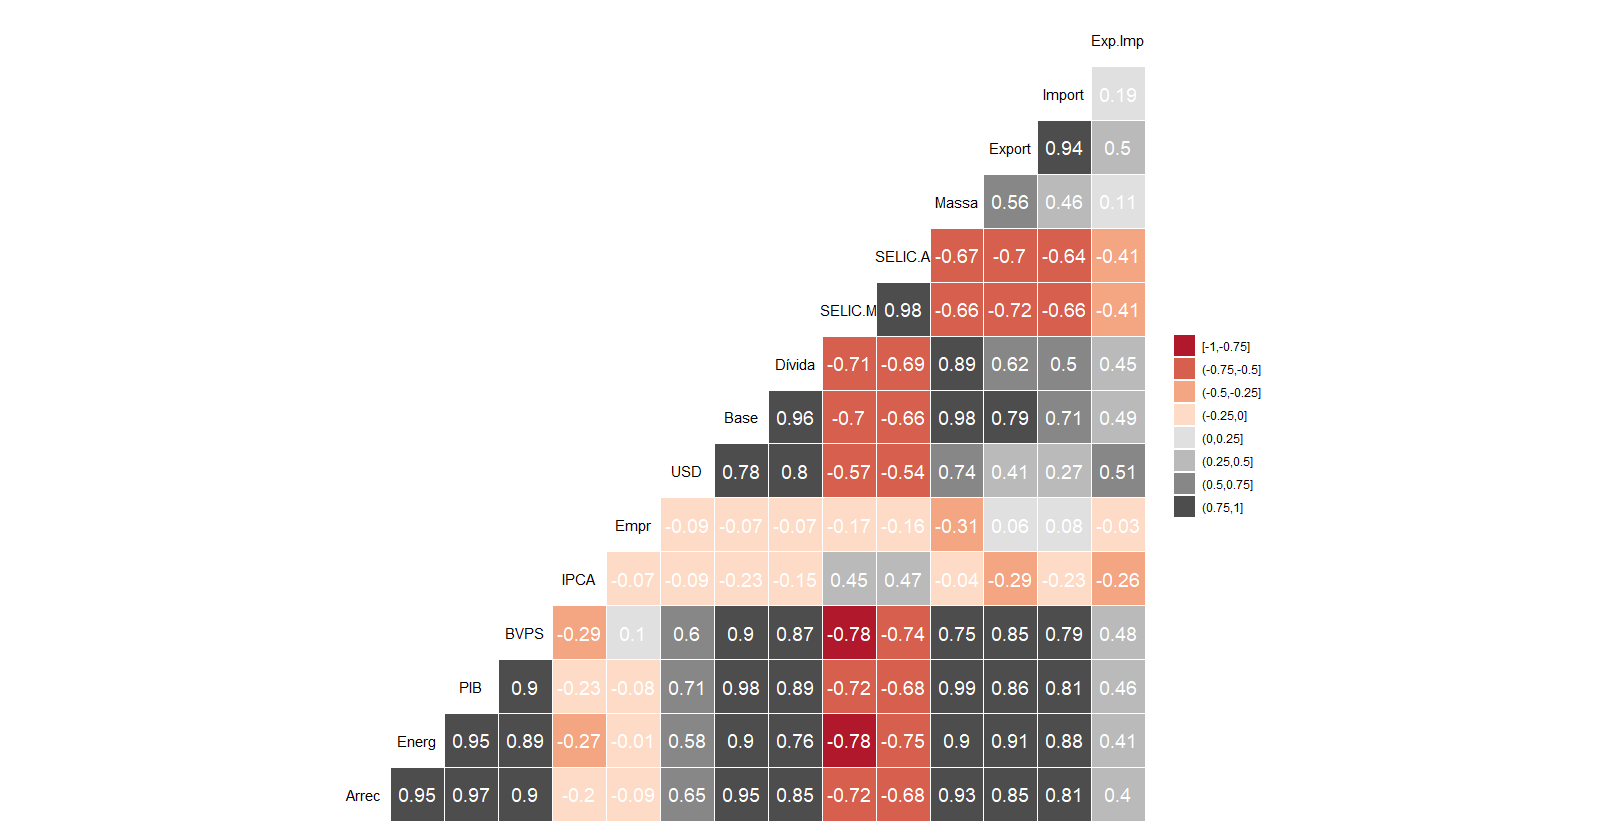 Exp.Imp
Import 0.19
Export 0.94 0.5
Massa 0.56 0.46 0.11
SELIC.A -0.67 -0.7 -0.64 -0.41
SELIC.M 0.98 -0.66 -0.72 -0.66 -0.41
Dívida -0.71 -0.69 0.89 0.62 0.5 0.45
Base 0.96 -0.7 -0.66 0.98 0.79 0.71 0.49
USD 0.78 0.8 -0.57 -0.54 0.74 0.41 0.27 0.51
Empr -0.09 -0.07 -0.07 -0.17 -0.16 -0.31 0.06 0.08 -0.03
IPCA -0.07 -0.09 -0.23 -0.15 0.45 0.47 -0.04 -0.29 -0.23 -0.26
BVPS -0.29 0.1 0.6 0.9 0.87 -0.78 -0.74 0.75 0.85 0.79 0.48
PIB 0.9 -0.23 -0.08 0.71 0.98 0.89 -0.72 -0.68 0.99 0.86 0.81 0.46
Energ 0.95 0.89 -0.27 -0.01 0.58 0.9 0.76 -0.78 -0.75 0.9 0.91 0.88 0.41
Arrec 0.95 0.97 0.9 -0.2 -0.09 0.65 0.95 0.85 -0.72 -0.68 0.93 0.85 0.81 0.4
[-1,-0.75]
(-0.75,-0.5]
(-0.5,-0.25]
(-0.25,0]
(0,0.25]
(0.25,0.5]
(0.5,0.75]
(0.75,1]